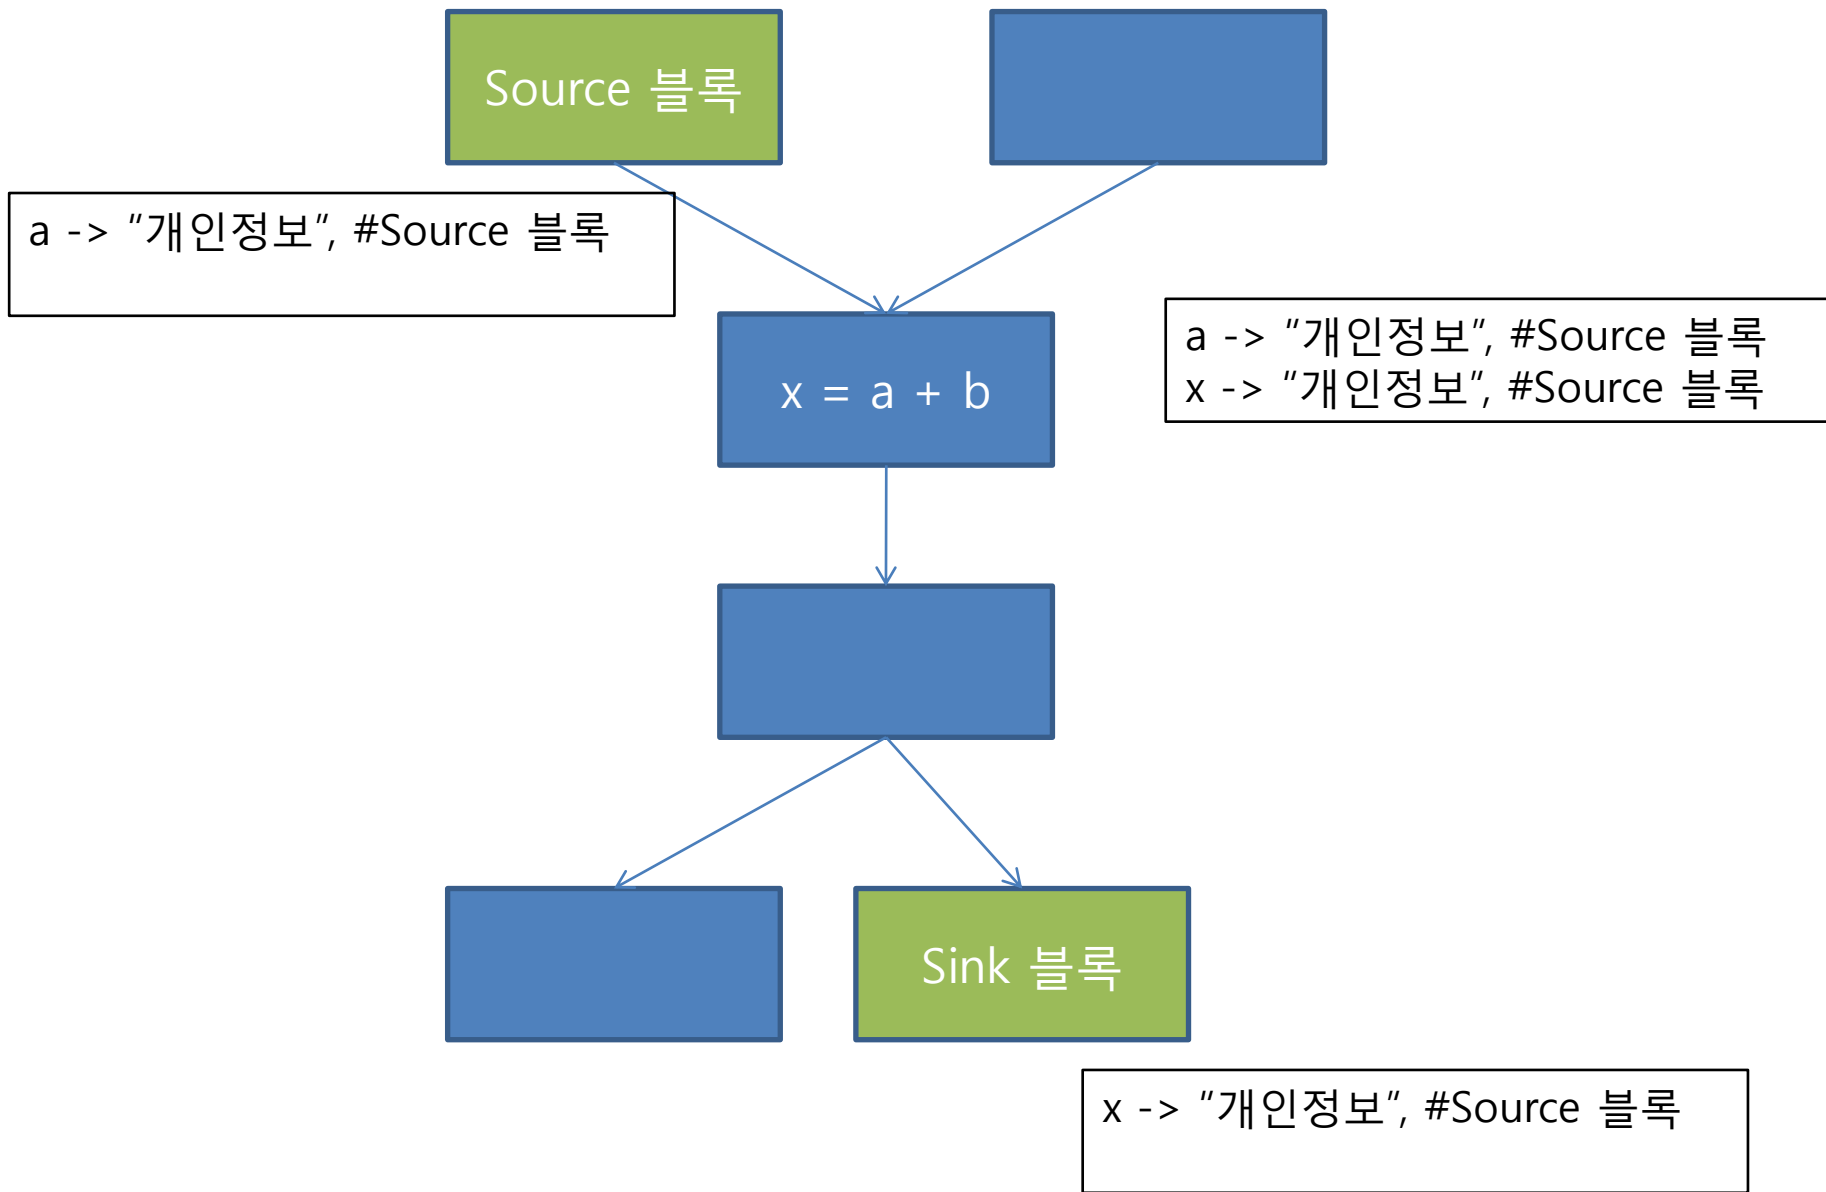 Source 블록
a -> “개인정보”, #Source 블록
a -> “개인정보”, #Source 블록
x -> “개인정보”, #Source 블록
x = a + b
Sink 블록
x -> “개인정보”, #Source 블록